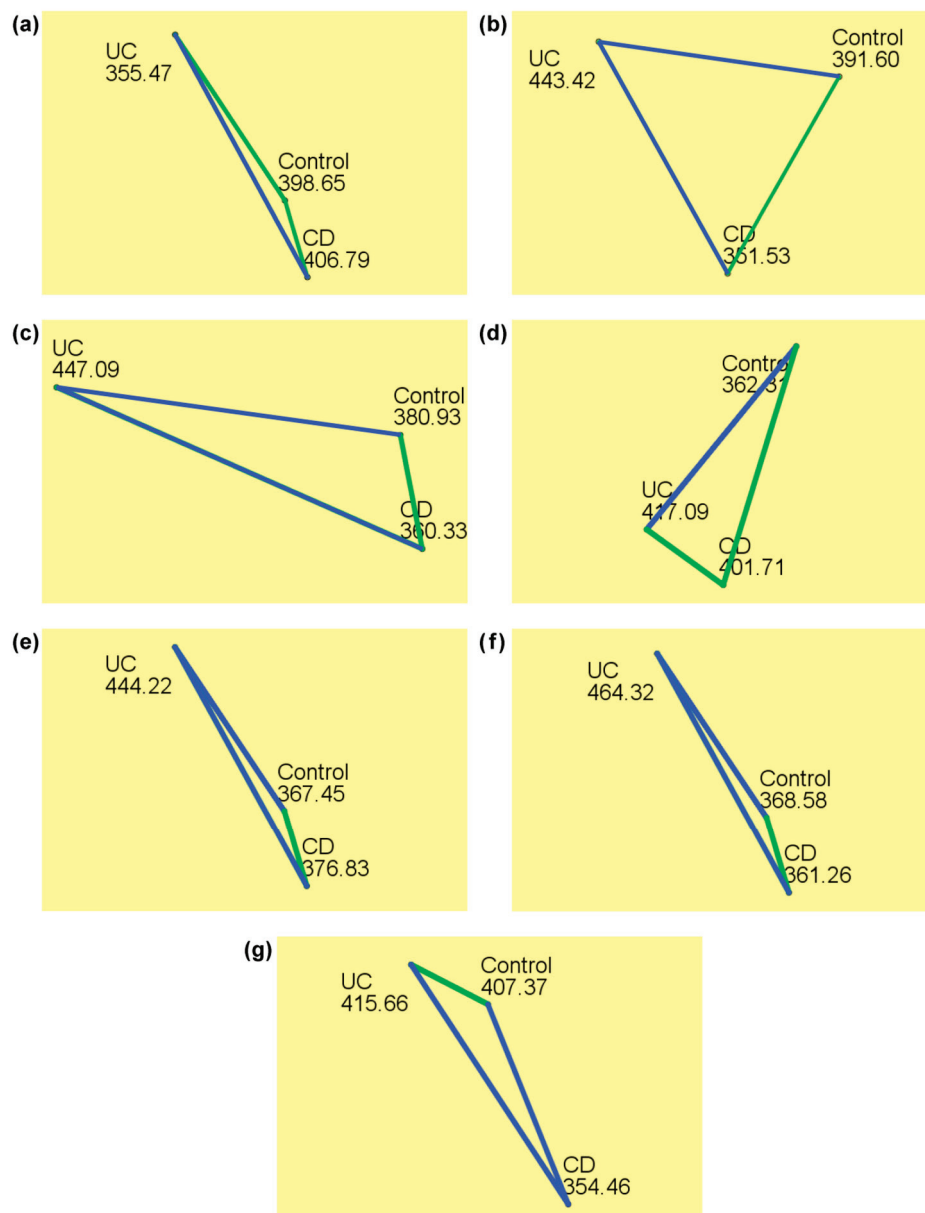 (a)
UC
355.47
Control
398.65
CD
406.79
(b)
UC
443.42
Control
391.60
CD
351.53
(c)
UC
447.09
Control
380.93
CD
360.33
(d)
Control
362.31
UC
417.09
CD
401.71
(e)
UC
444.22
Control
367.45
CD
376.83
(f)
UC
464.32
Control
368.58
CD
361.26
(g)
UC
415.66
Control
407.37
CD
354.46